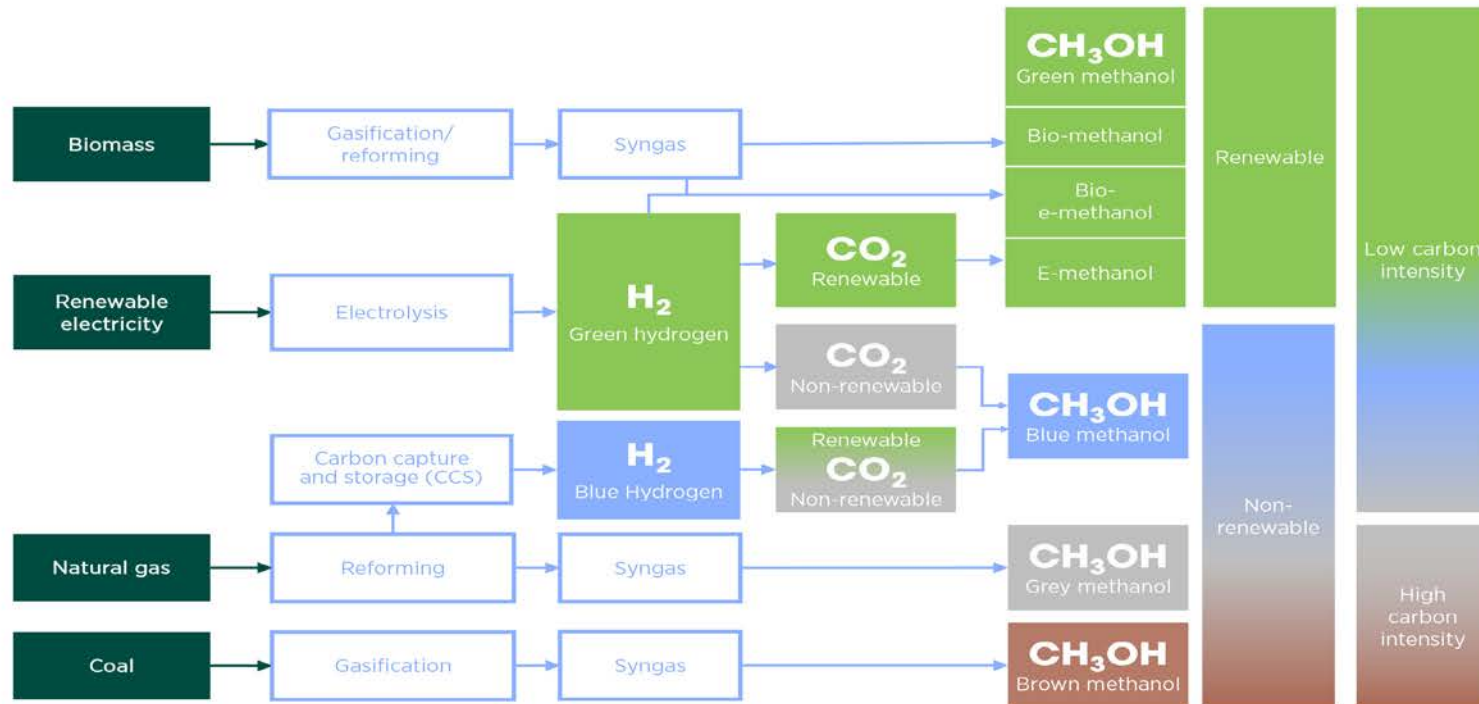 CH₃OH
Green methanol
Biomass
Gasification/
reforming
Syngas
Bio-methanol
Renewable
Bio-
e-methanol
Renewable
electricity
Electrolysis
H₂
Green hydrogen
CO₂
Renewable
E-methanol
Low carbon
intensity
CO₂
Non-renewable
CH₃OH
Blue methanol
Carbon capture
and storage (CCS)
H₂
Blue Hydrogen
Renewable
CO₂
Non-renewable
Non-
renewable
Natural gas
Reforming
Syngas
CH₃OH
Grey methanol
High
carbon
intensity
Coal
Gasification
Syngas
CH₃OH
Brown methanol